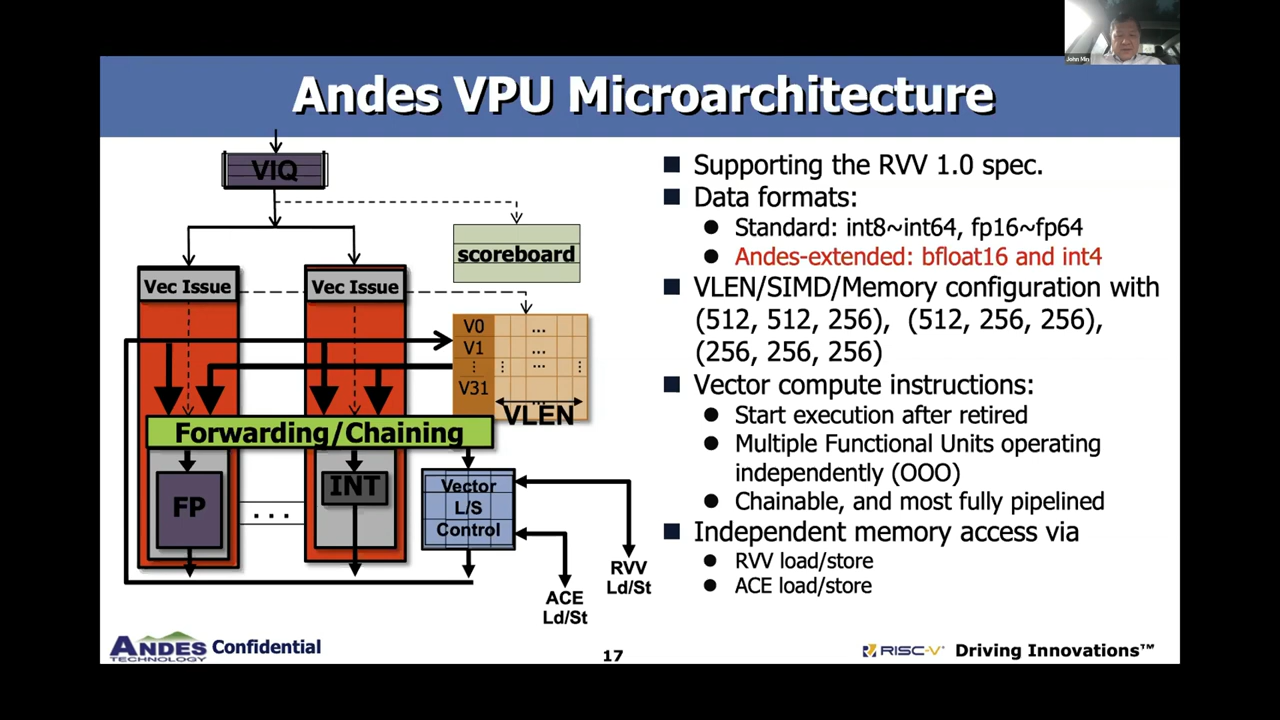 John Min
Andes VPU Microarchitecture
VIQ
scoreboard
Vec Issue
Vec Issue
V0
...
V1
...
⋮ ⋮ ... ⋮
V31
...
VLEN
Forwarding/Chaining
FP
...
INT
Vector
L/S
Control
RVV
Ld/St
ACE
Ld/St
Supporting the RVV 1.0 spec.
Data formats:
Standard: int8~int64, fp16~fp64
Andes-extended: bfloat16 and int4
VLEN/SIMD/Memory configuration with
(512, 512, 256), (512, 256, 256),
(256, 256, 256)
Vector compute instructions:
Start execution after retired
Multiple Functional Units operating
independently (OOO)
Chainable, and most fully pipelined
Independent memory access via
RVV load/store
ACE load/store
ANDES
TECHNOLOGY
Confidential
17
RISC-V
Driving Innovations™